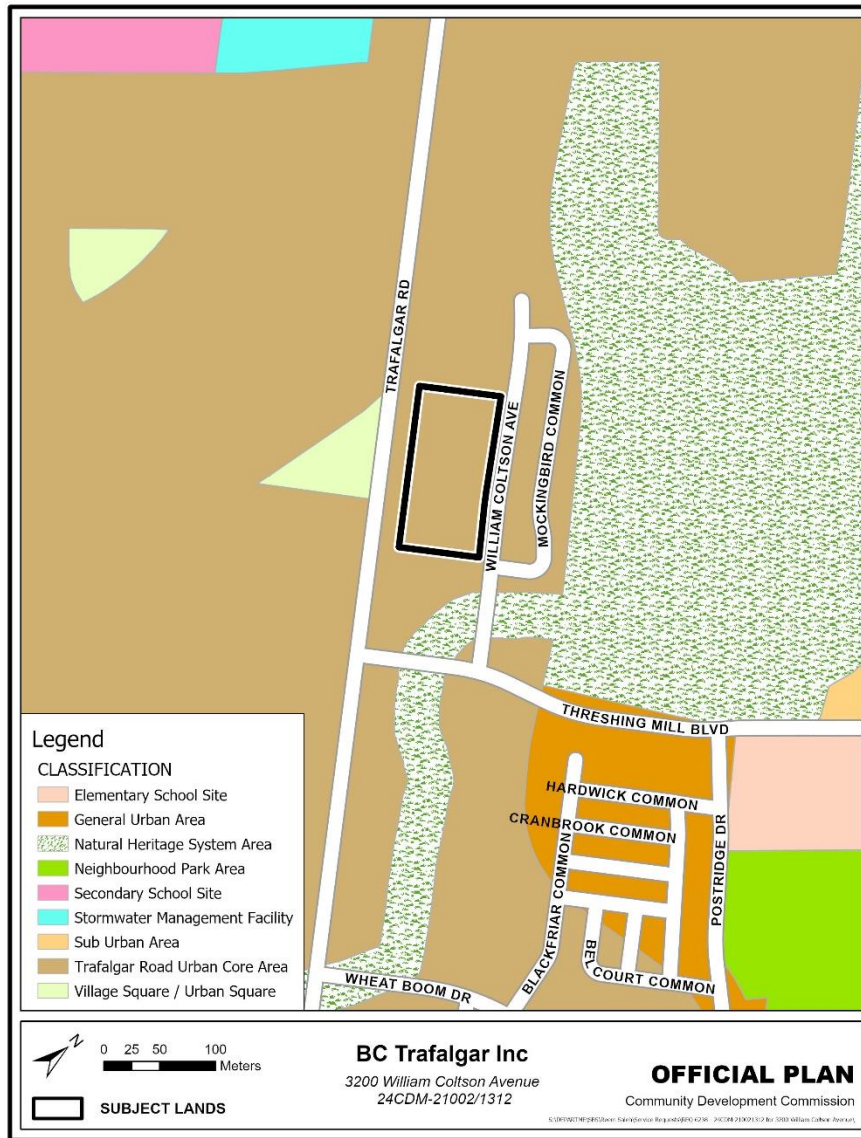 TRAFALGAR RD
WILLIAM COLTSON AVE
MOCKINGBIRD COMMON
THRESHING MILL BLVD
HARDWICK COMMON
CRANBROOK COMMON
BLACKFRIAR COMMON
POSTRIDGE DR
BEL COURT COMMON
WHEAT BOOM DR
Legend
CLASSIFICATION
Elementary School Site
General Urban Area
Natural Heritage System Area
Neighbourhood Park Area
Secondary School Site
Stormwater Management Facility
Sub Urban Area
Trafalgar Road Urban Core Area
Village Square / Urban Square
N
0 25 50 100
Meters
SUBJECT LANDS
BC Trafalgar Inc
3200 William Coltson Avenue
24CDM-21002/1312
OFFICIAL PLAN
Community Development Commission